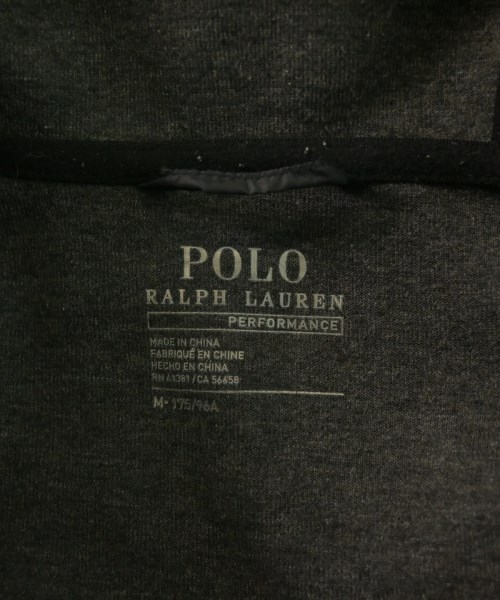 POLO
RALPH LAUREN
PERFORMANCE
MADE IN CHINA
FABRIQUÉ EN CHINE
HECHO EN CHINA
RN 41381 / CA 56658
M- 175/96A